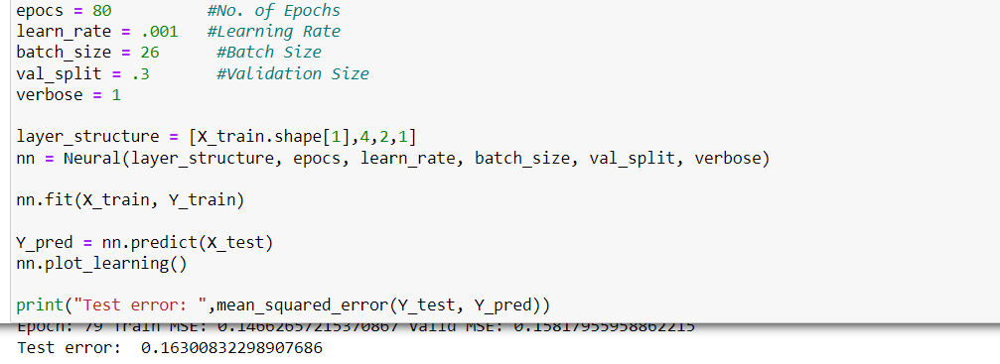 epocs = 80 #No. of Epochs
learn_rate = .001 #Learning Rate
batch_size = 26 #Batch Size
val_split = .3 #Validation Size
verbose = 1
layer_structure = [X_train.shape[1],4,2,1]
nn = Neural(layer_structure, epocs, learn_rate, batch_size, val_split, verbose)
nn.fit(X_train, Y_train)
Y_pred = nn.predict(X_test)
nn.plot_learning()
print("Test error: ",mean_squared_error(Y_test, Y_pred))
Epoch: 79 Train MSE: 0.14662657215370867 Valid MSE: 0.15817955958862215
Test error: 0.16300832298907686